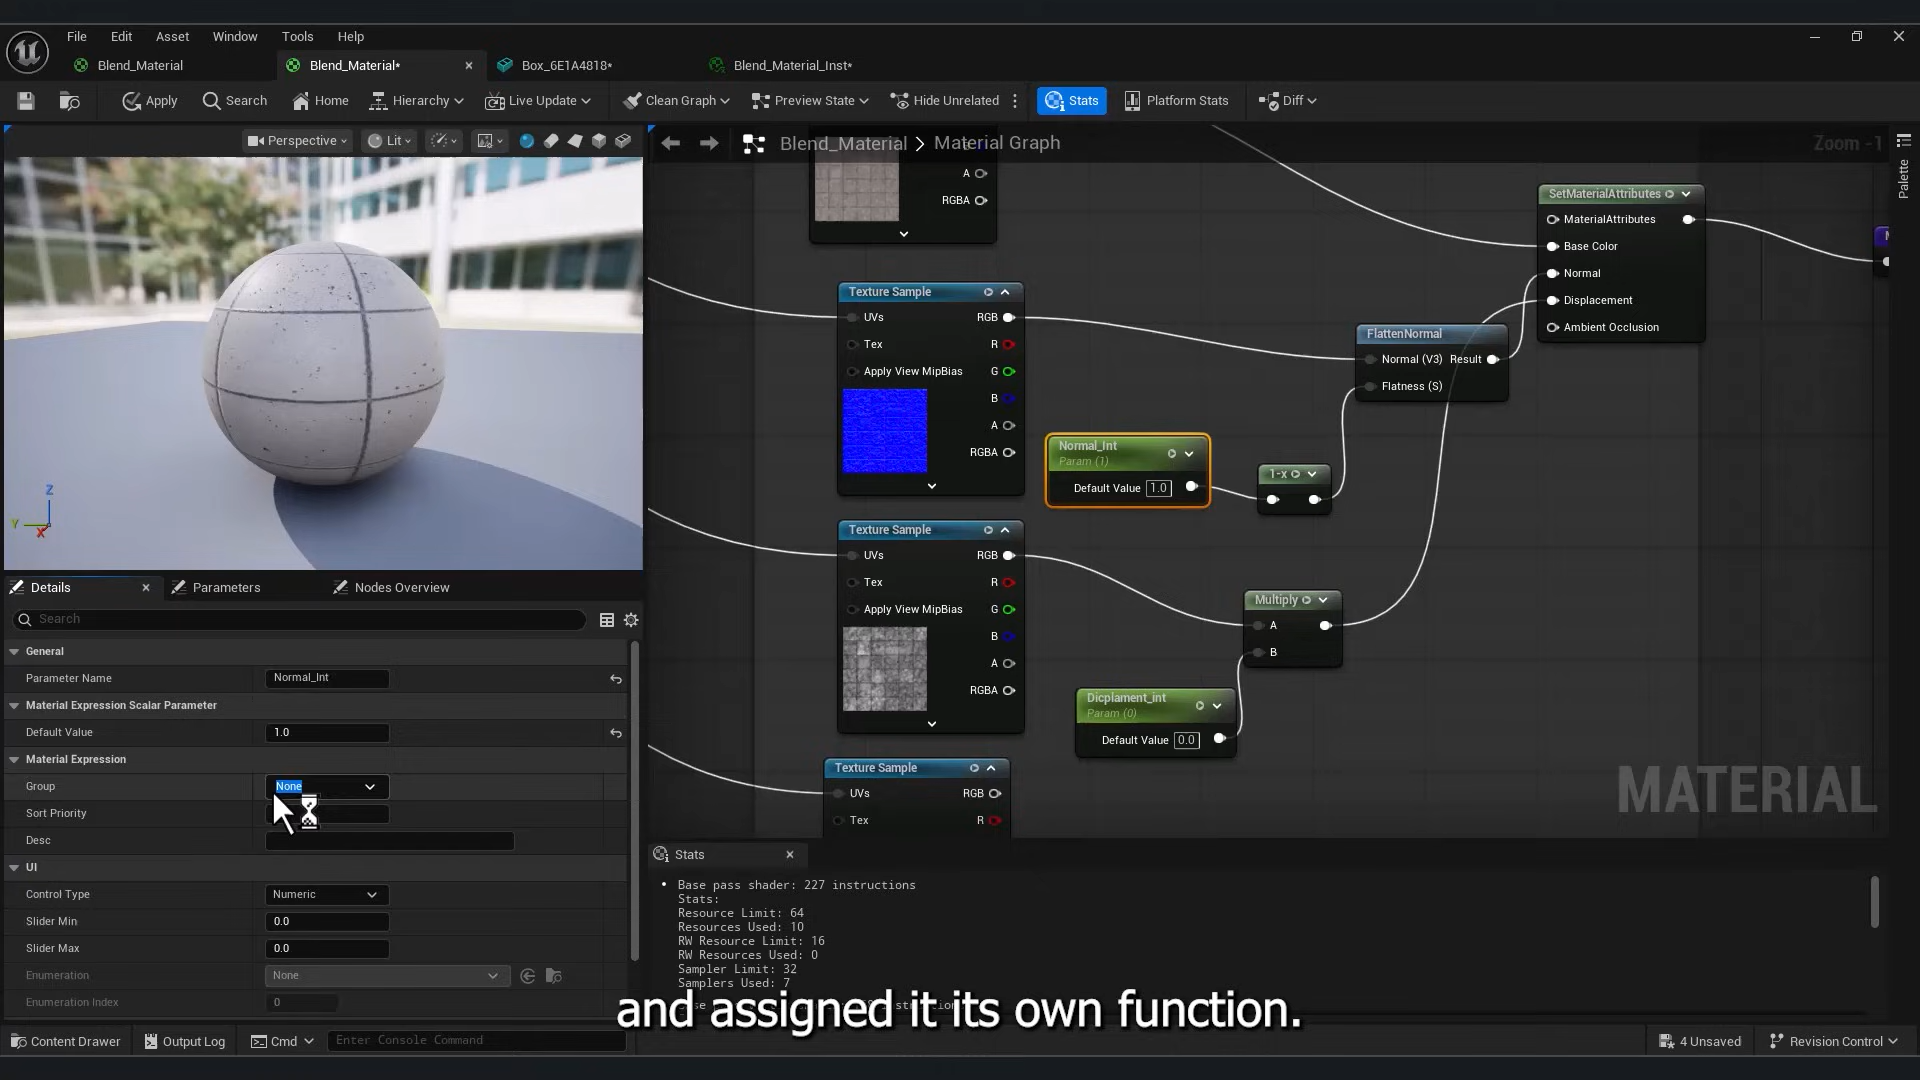 File Edit Asset Window Tools Help
Blend_Material Blend_Material* Box_6E1A4818* Blend_Material_Inst*
Apply Search Home Hierarchy Live Update Clean Graph Preview State Hide Unrelated Stats Platform Stats Diff
Perspective Lit
Blend_Material > Material Graph Zoom -1
Palette
A
RGBA
SetMaterialAttributes
MaterialAttributes
Base Color
Normal
Displacement
Ambient Occlusion
Texture Sample
UVs RGB
Tex R
Apply View MipBias G
B
A
RGBA
FlattenNormal
Normal (V3) Result
Flatness (S)
Normal_Int
Param (1)
Default Value 1.0
1-x
Texture Sample
UVs RGB
Tex R
Apply View MipBias G
B
A
RGBA
Multiply
A
B
Dicplament_int
Param (0)
Default Value 0.0
Texture Sample
UVs RGB
Tex R
MATERIAL
Z
Y
X
Details Parameters Nodes Overview
Search
General
Parameter Name Normal_Int
Material Expression Scalar Parameter
Default Value 1.0
Material Expression
Group None
Sort Priority
Desc
UI
Control Type Numeric
Slider Min 0.0
Slider Max 0.0
Enumeration None
Enumeration Index 0
Stats
Base pass shader: 227 instructions
Stats:
Resource Limit: 64
Resources Used: 10
RW Resource Limit: 16
RW Resources Used: 0
Sampler Limit: 32
Samplers Used: 7
and assigned it its own function.
Content Drawer Output Log Cmd Enter Console Command 4 Unsaved Revision Control